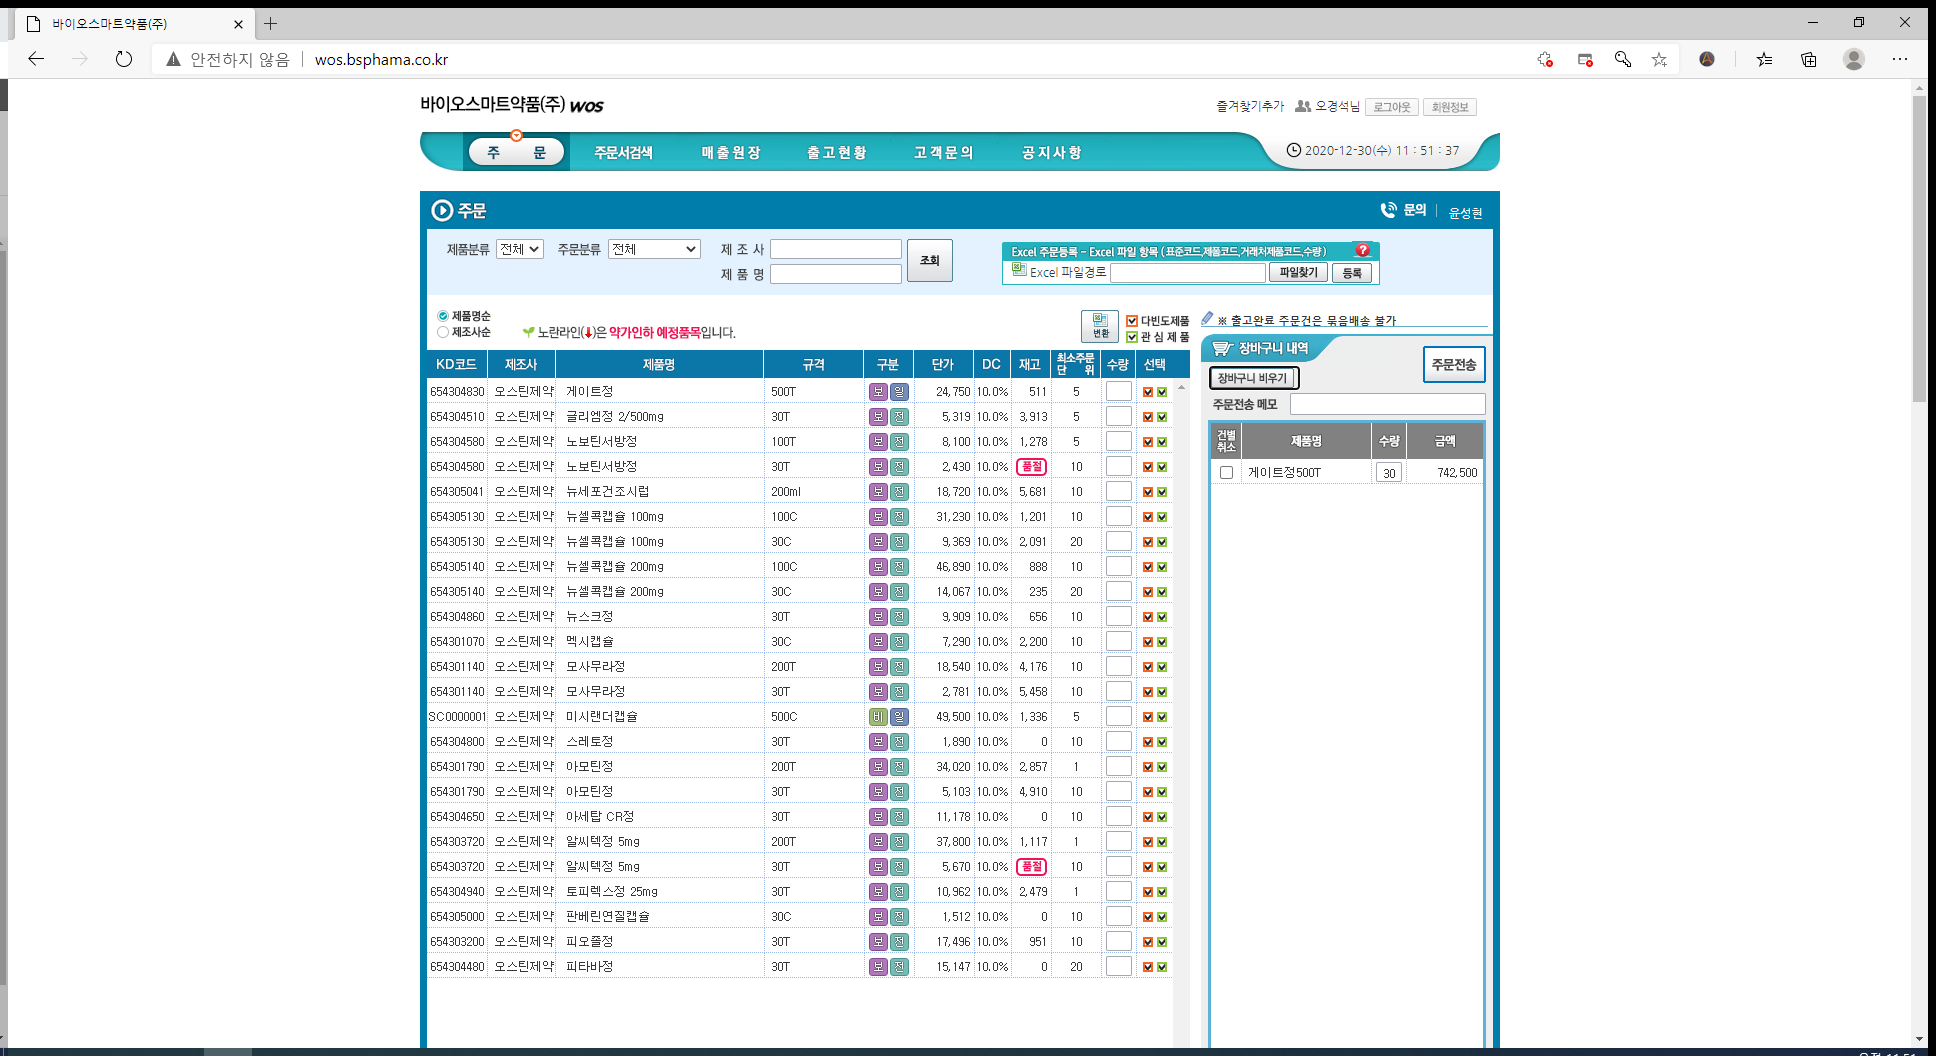 바이오스마트약품(주)
안전하지 않음 | wos.bsphama.co.kr
바이오스마트약품(주) WOS
즐겨찾기추가 오경석님 로그아웃 회원정보
주 문 주문서검색 매출원장 출고현황 고객문의 공지사항 2020-12-30(수) 11 : 51 : 37
주문 문의 | 윤성현
제품분류 전체 주문분류 전체 제 조 사 조회
제 품 명
Excel 주문등록 - Excel 파일 항목 (표준코드,제품코드,거래처제품코드,수량) ?
Excel 파일경로 파일찾기 등록
제품명순
제조사순
노란라인(↓)은 약가인하 예정품목입니다.
변환 다빈도제품
관 심 제 품
※ 출고완료 주문건은 묶음배송 불가
장바구니 내역 주문전송
장바구니 비우기
주문전송 메모
건별취소 제품명 수량 금액
게이트정500T 30 742,500
KD코드 제조사 제품명 규격 구분 단가 DC 재고 최소주문단 위 수량 선택
654304830 오스틴제약 게이트정 500T 보 일 24,750 10.0% 511 5
654304510 오스틴제약 글리엠정 2/500mg 30T 보 전 5,319 10.0% 3,913 5
654304580 오스틴제약 노보틴서방정 100T 보 전 8,100 10.0% 1,278 5
654304580 오스틴제약 노보틴서방정 30T 보 전 2,430 10.0% 품절 10
654305041 오스틴제약 뉴세포건조시럽 200ml 보 전 18,720 10.0% 5,681 10
654305130 오스틴제약 뉴셀콕캡슐 100mg 100C 보 전 31,230 10.0% 1,201 10
654305130 오스틴제약 뉴셀콕캡슐 100mg 30C 보 전 9,369 10.0% 2,091 20
654305140 오스틴제약 뉴셀콕캡슐 200mg 100C 보 전 46,890 10.0% 888 10
654305140 오스틴제약 뉴셀콕캡슐 200mg 30C 보 전 14,067 10.0% 235 20
654304860 오스틴제약 뉴스크정 30T 보 전 9,909 10.0% 656 10
654301070 오스틴제약 멕시캡슐 30C 보 전 7,290 10.0% 2,200 10
654301140 오스틴제약 모사무라정 200T 보 전 18,540 10.0% 4,176 10
654301140 오스틴제약 모사무라정 30T 보 전 2,781 10.0% 5,458 10
SC0000001 오스틴제약 미시랜더캡슐 500C 비 일 49,500 10.0% 1,336 5
654304800 오스틴제약 스레토정 30T 보 전 1,890 10.0% 0 10
654301790 오스틴제약 아모틴정 200T 보 전 34,020 10.0% 2,857 1
654301790 오스틴제약 아모틴정 30T 보 전 5,103 10.0% 4,910 10
654304650 오스틴제약 아세탑 CR정 30T 보 전 11,178 10.0% 0 10
654303720 오스틴제약 알씨텍정 5mg 200T 보 전 37,800 10.0% 1,117 1
654303720 오스틴제약 알씨텍정 5mg 30T 보 전 5,670 10.0% 품절 10
654304940 오스틴제약 토피렉스정 25mg 30T 보 전 10,962 10.0% 2,479 1
654305000 오스틴제약 판베린연질캡슐 30C 보 전 1,512 10.0% 0 10
654303200 오스틴제약 피오졸정 30T 보 전 17,496 10.0% 951 10
654304480 오스틴제약 피타바정 30T 보 전 15,147 10.0% 0 20